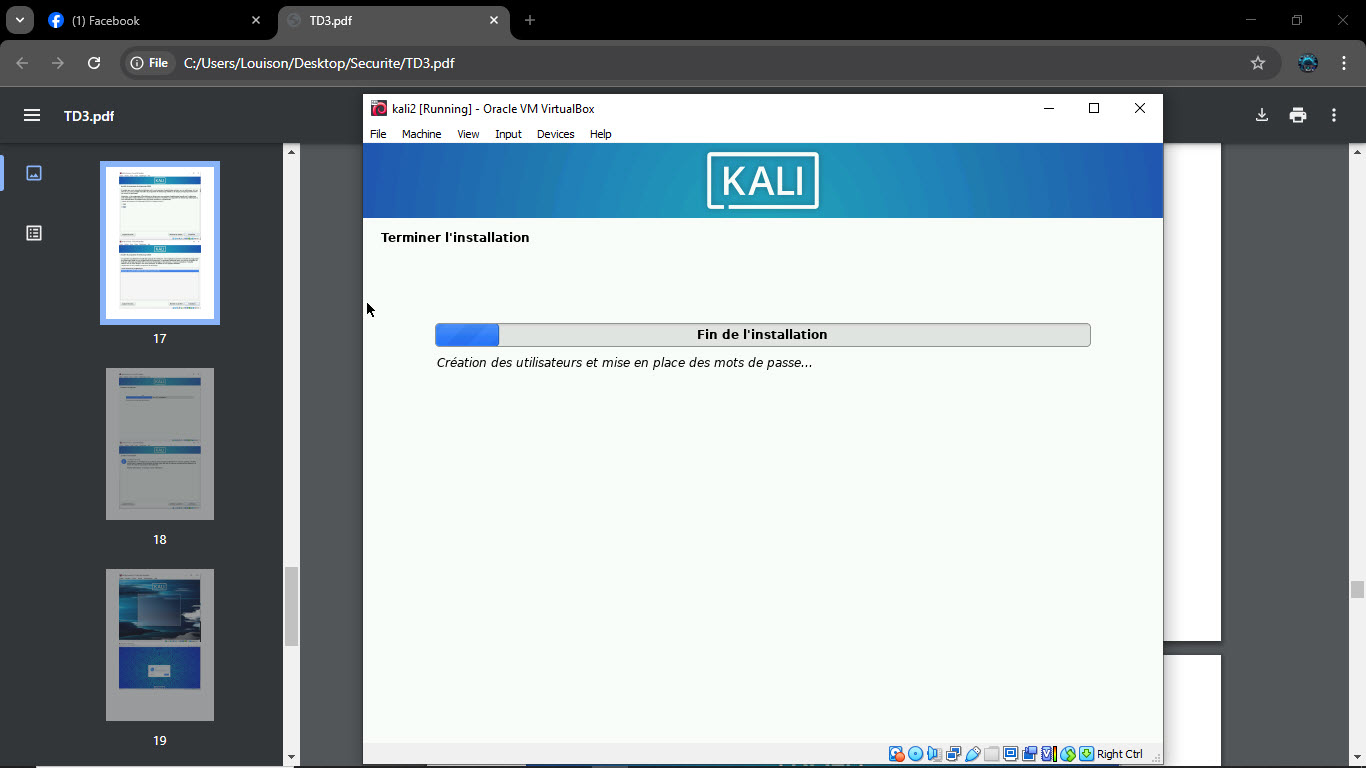 (1) Facebook
TD3.pdf
File
C:/Users/Louison/Desktop/Securite/TD3.pdf
TD3.pdf
kali2 [Running] - Oracle VM VirtualBox
File Machine View Input Devices Help
KALI
Terminer l'installation
Fin de l'installation
Création des utilisateurs et mise en place des mots de passe...
17
18
19
Right Ctrl